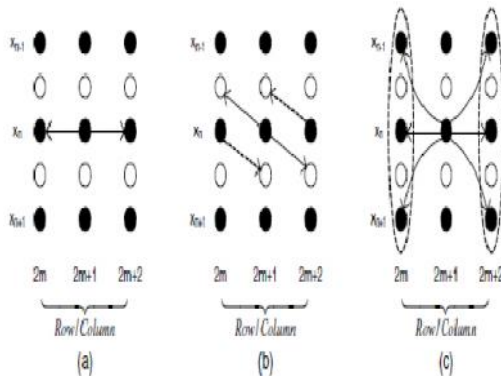 xn-1
xn
xn+1
2m 2m+1 2m+2
Row/Column
(a)
xn-1
xn
xn+1
2m 2m+1 2m+2
Row/Column
(b)
xn-1
xn
xn+1
2m 2m+1 2m+2
Row/Column
(c)